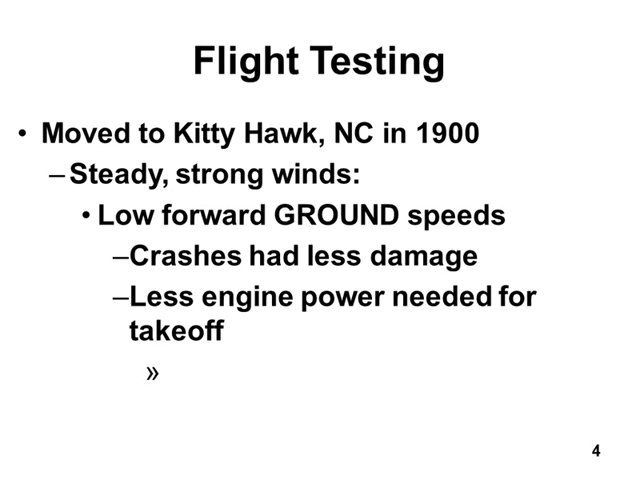 Flight Testing
• Moved to Kitty Hawk, NC in 1900
–Steady, strong winds:
• Low forward GROUND speeds
–Crashes had less damage
–Less engine power needed for
takeoff
»
4